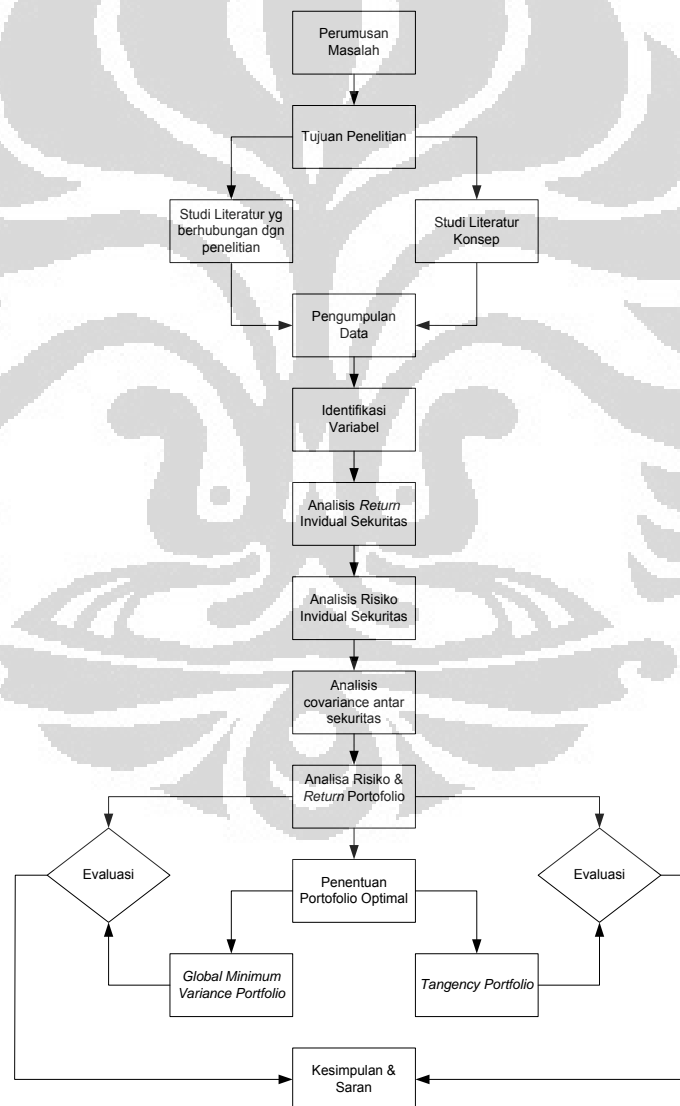 Perumusan
Masalah
Tujuan Penelitian
Studi Literatur yg
berhubungan dgn
penelitian
Studi Literatur
Konsep
Pengumpulan
Data
Identifikasi
Variabel
Analisis Return
Invidual Sekuritas
Analisis Risiko
Invidual Sekuritas
Analisis
covariance antar
sekuritas
Analisa Risiko &
Return Portofolio
Evaluasi
Evaluasi
Penentuan
Portofolio Optimal
Global Minimum
Variance Portfolio
Tangency Portfolio
Kesimpulan &
Saran